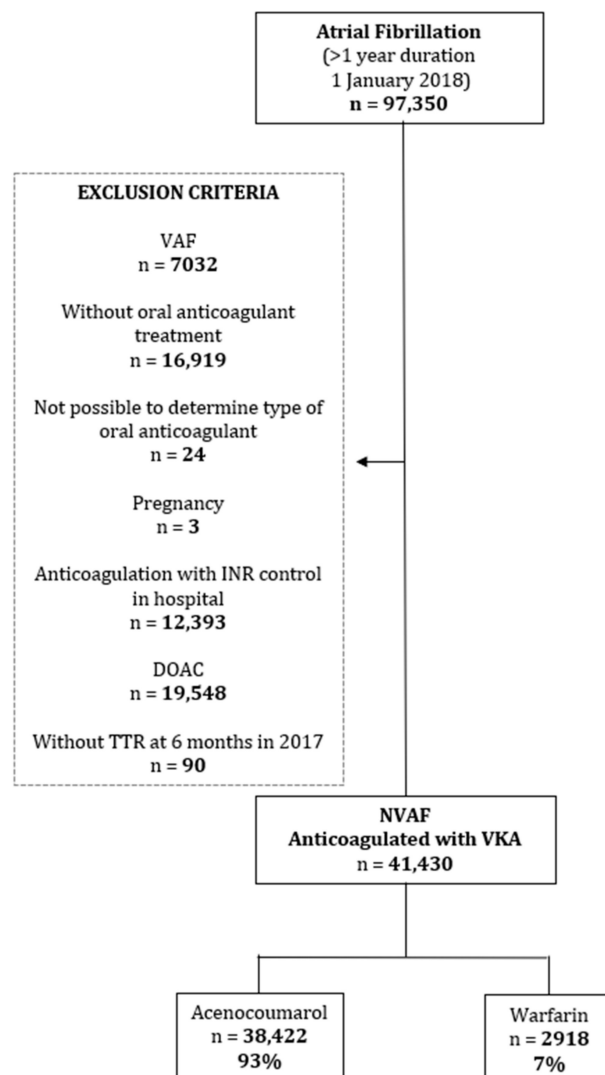 Atrial Fibrillation
(>1 year duration
1 January 2018)
n = 97,350
EXCLUSION CRITERIA
VAF
n = 7032
Without oral anticoagulant
treatment
n = 16,919
Not possible to determine type of
oral anticoagulant
n = 24
Pregnancy
n = 3
Anticoagulation with INR control
in hospital
n = 12,393
DOAC
n = 19,548
Without TTR at 6 months in 2017
n = 90
NVAF
Anticoagulated with VKA
n = 41,430
Acenocoumarol
n = 38,422
93%
Warfarin
n = 2918
7%